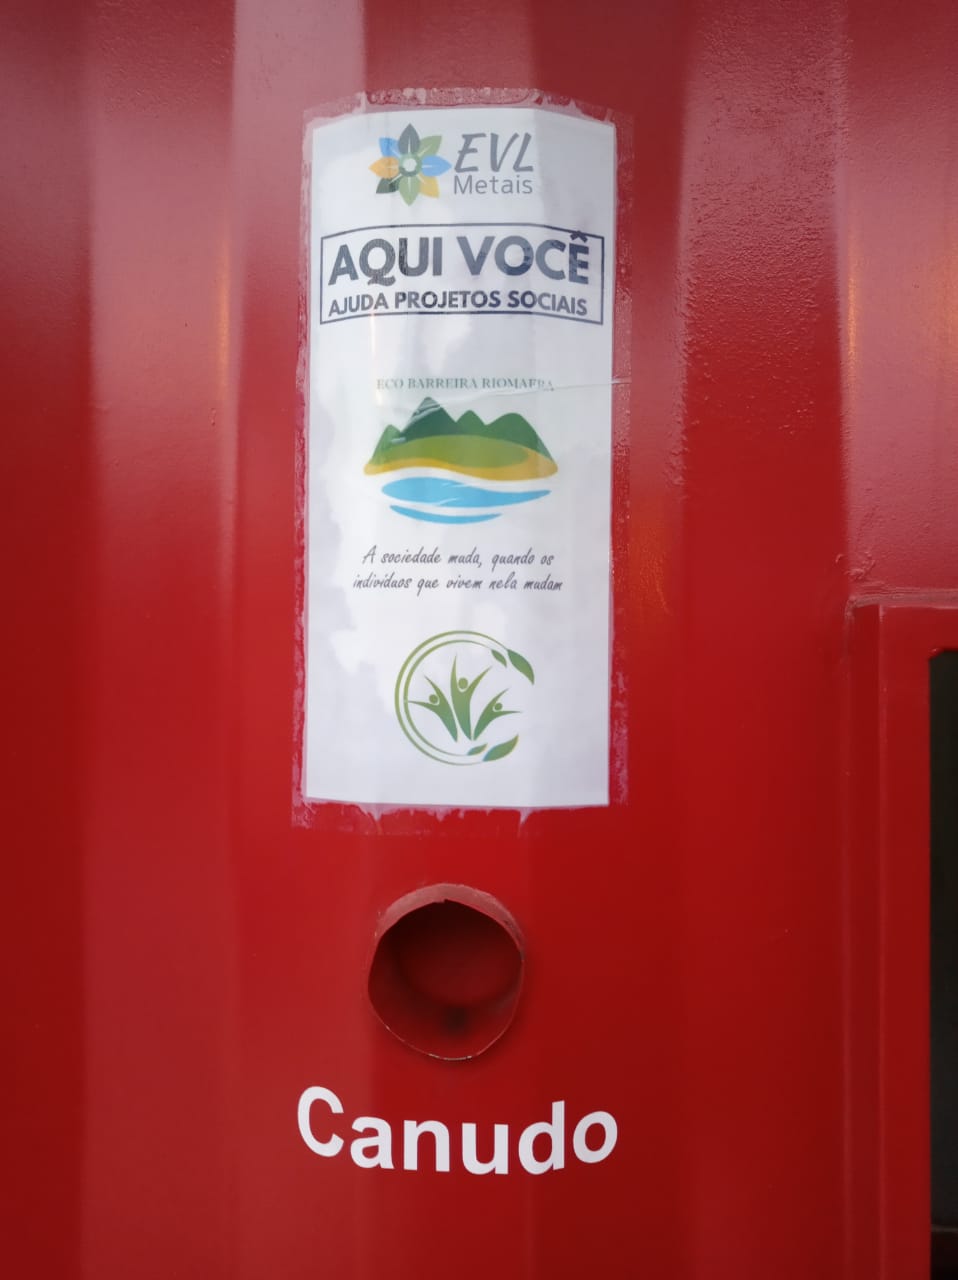 EVL
Metais
AQUI VOCÊ
AJUDA PROJETOS SOCIAIS
ECO BARREIRA RIOMAFRA
A sociedade muda, quando os
indivíduos que vivem nela mudam
Canudo